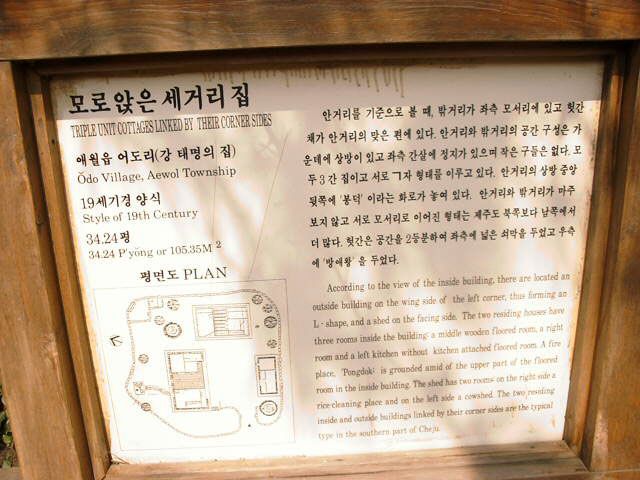 모로앉은 세거리집
TRIPLE UNIT COTTAGES LINKED BY THEIR CORNER SIDES
애월읍 어도리(강 태명의 집)
Ŏdo Village, Aewol Township
19세기경 양식
Style of 19th Century
34.24평
34.24 P'yŏng or 105.35M²
평면도 PLAN
안거리를 기준으로 볼 때, 밖거리가 좌측 모서리에 있고 헛간
채가 안거리의 맞은 편에 있다. 안거리와 밖거리의 공간 구성은 가
운데에 상방이 있고 좌측 간살에 정지가 있으며 작은 구들은 없다. 모
두 3간 집이고 서로 ㄱ자 형태를 이루고 있다. 안거리의 상방 중앙
뒷쪽에 '봉덕' 이라는 화로가 놓여 있다. 안거리와 밖거리가 마주
보지 않고 서로 모서리로 이어진 형태는 제주도 북쪽보다 남쪽에서
더 많다. 헛간은 공간을 2등분하여 좌측에 넓은 쇠막을 두었고 우측
에 '방애왕' 을 두었다.
According to the view of the inside building, there are located an
outside building on the wing side of the left corner, thus forming an
L - shape, and a shed on the facing side. The two residing houses have
three rooms inside the building: a middle wooden floored room, a right
room and a left kitchen without kitchen attached floored room. A fire
place, 'Pongdok' is grounded amid of the upper part of the floored
room in the inside building. The shed has two rooms on the right side a
rice-cleaning place and on the left side a cowshed. The two residing
inside and outside buildings linked by their corner sides are the typical
type in the southern part of Cheju.